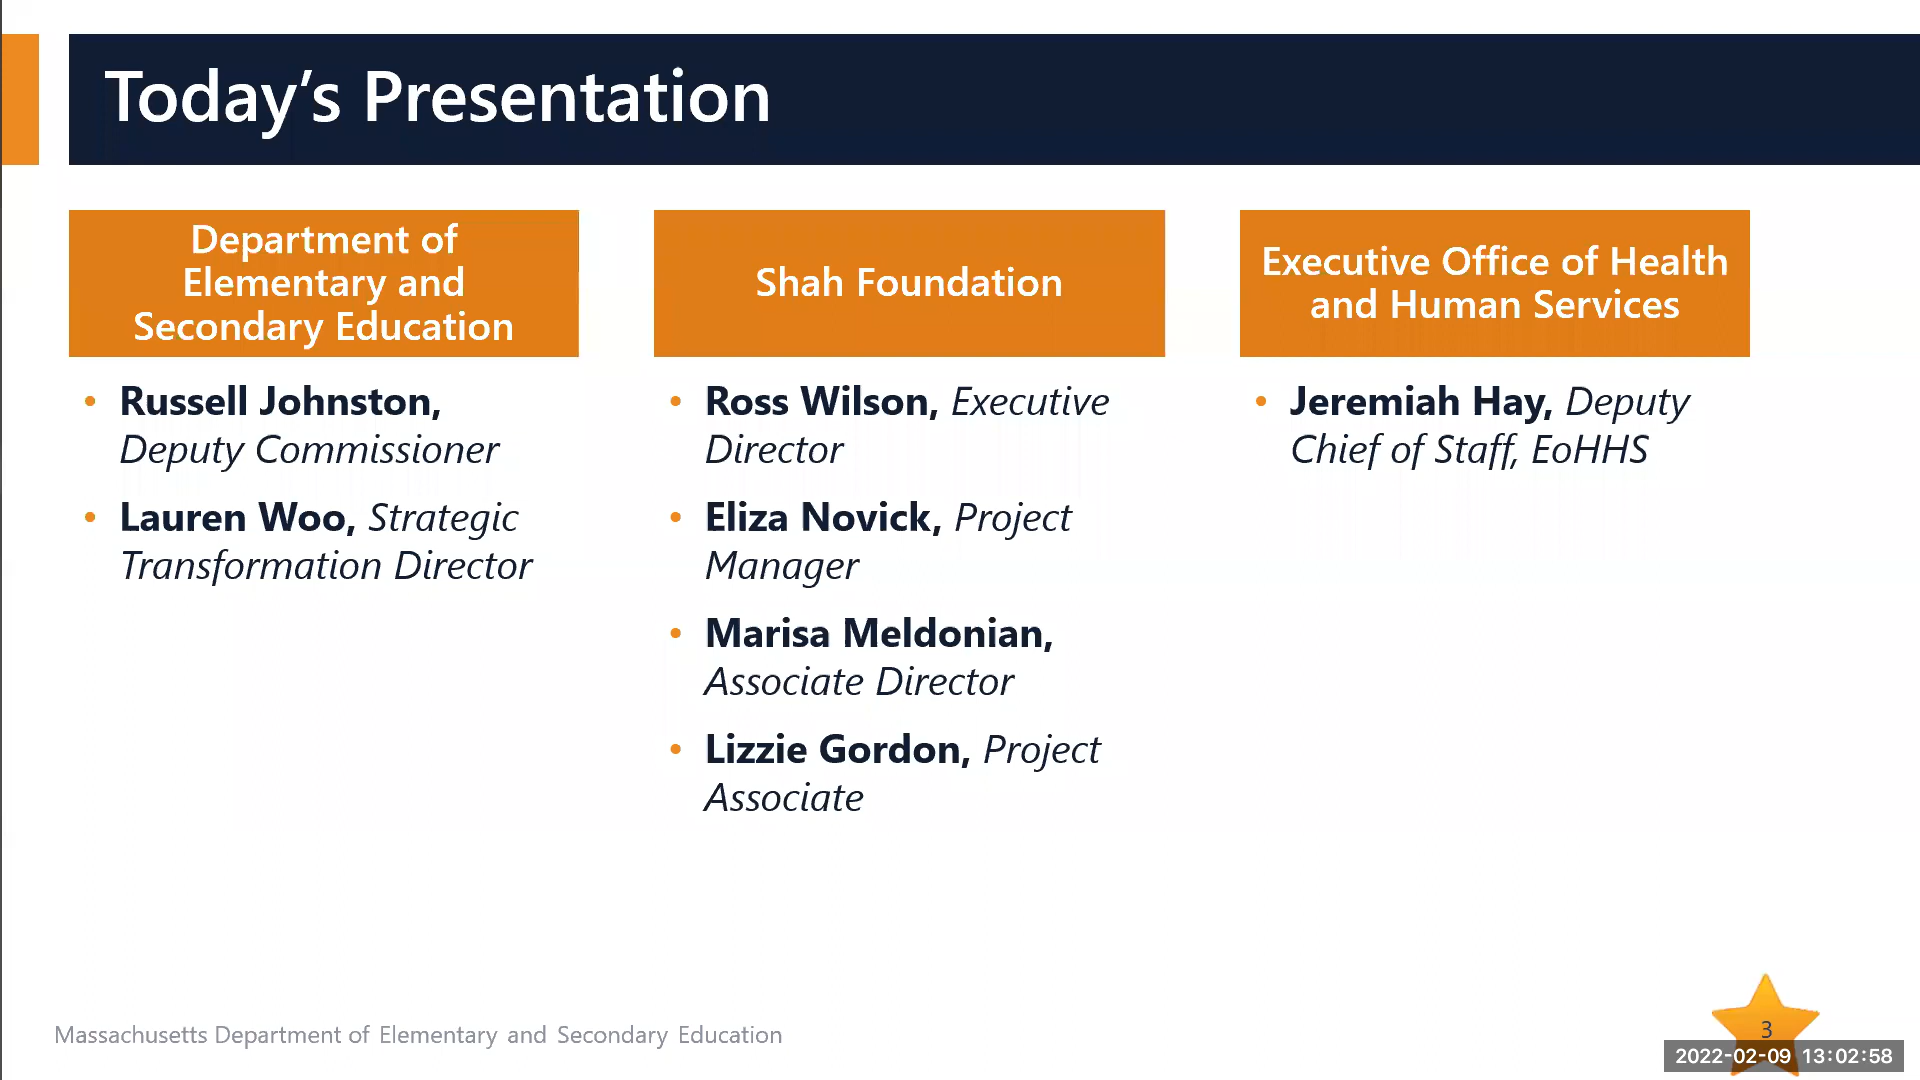 Today's Presentation
Department of
Elementary and
Secondary Education
• Russell Johnston,
Deputy Commissioner
• Lauren Woo, Strategic
Transformation Director
Shah Foundation
• Ross Wilson, Executive
Director
• Eliza Novick, Project
Manager
• Marisa Meldonian,
Associate Director
• Lizzie Gordon, Project
Associate
Executive Office of Health
and Human Services
• Jeremiah Hay, Deputy
Chief of Staff, EoHHS
Massachusetts Department of Elementary and Secondary Education
3
2022-02-09 13:02:58